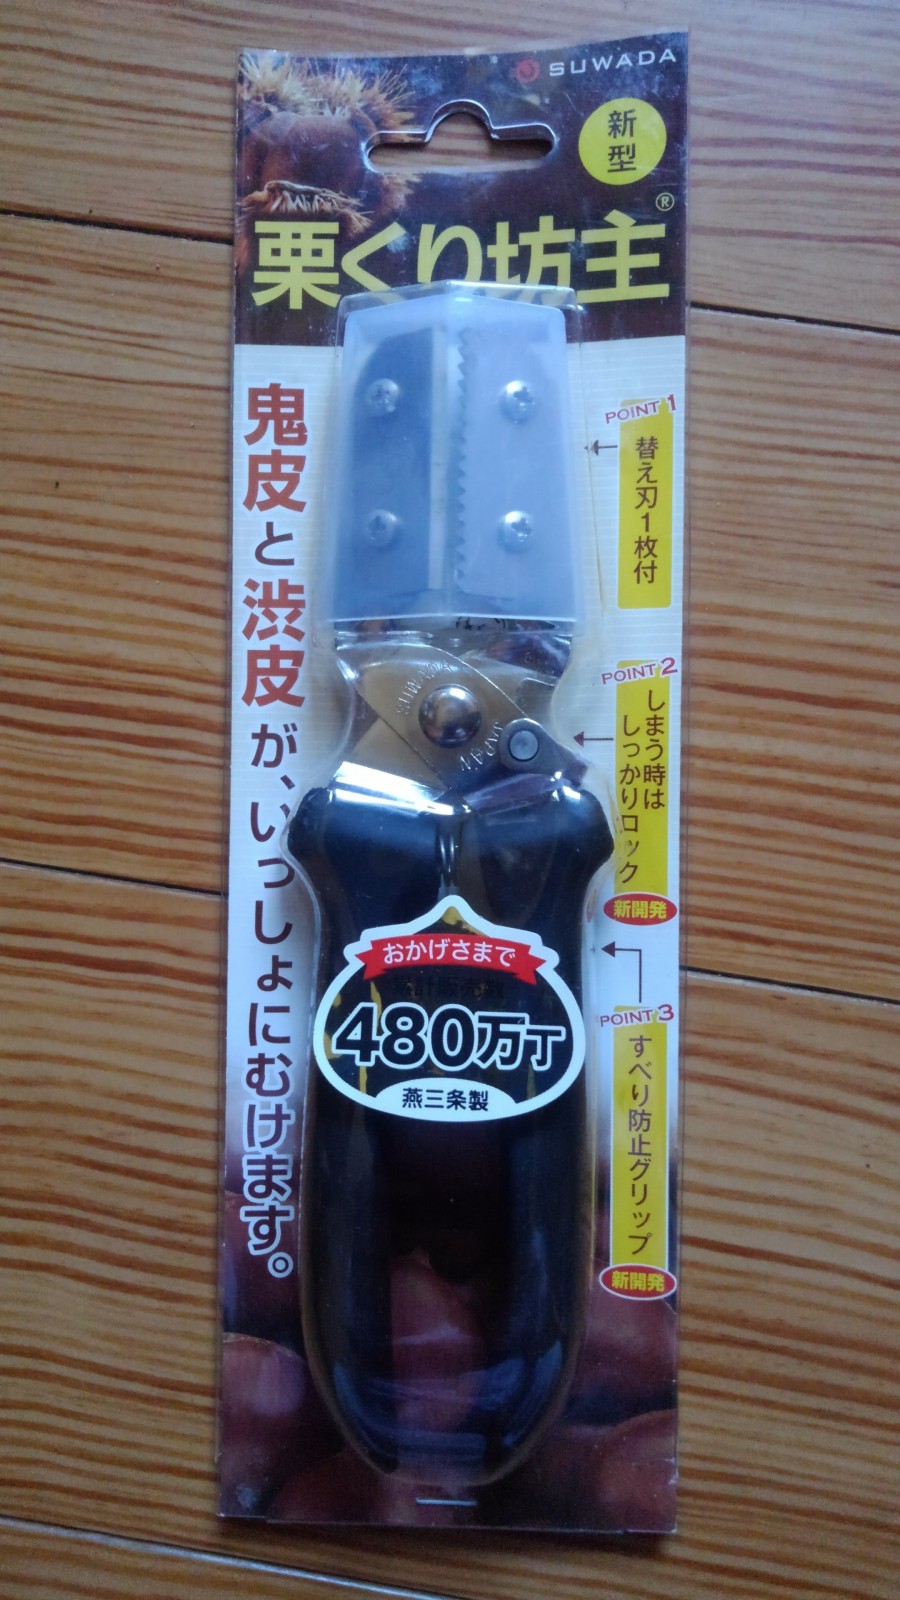 SUWADA
新型
栗くり坊主®
鬼皮と渋皮が、いっしょにむけます。
POINT 1
替え刃1枚付
POINT 2
しまう時は
しっかりロック
新開発
POINT 3
すべり防止グリップ
新開発
SUWADA
JAPAN
おかげさまで
480万丁
燕三条製